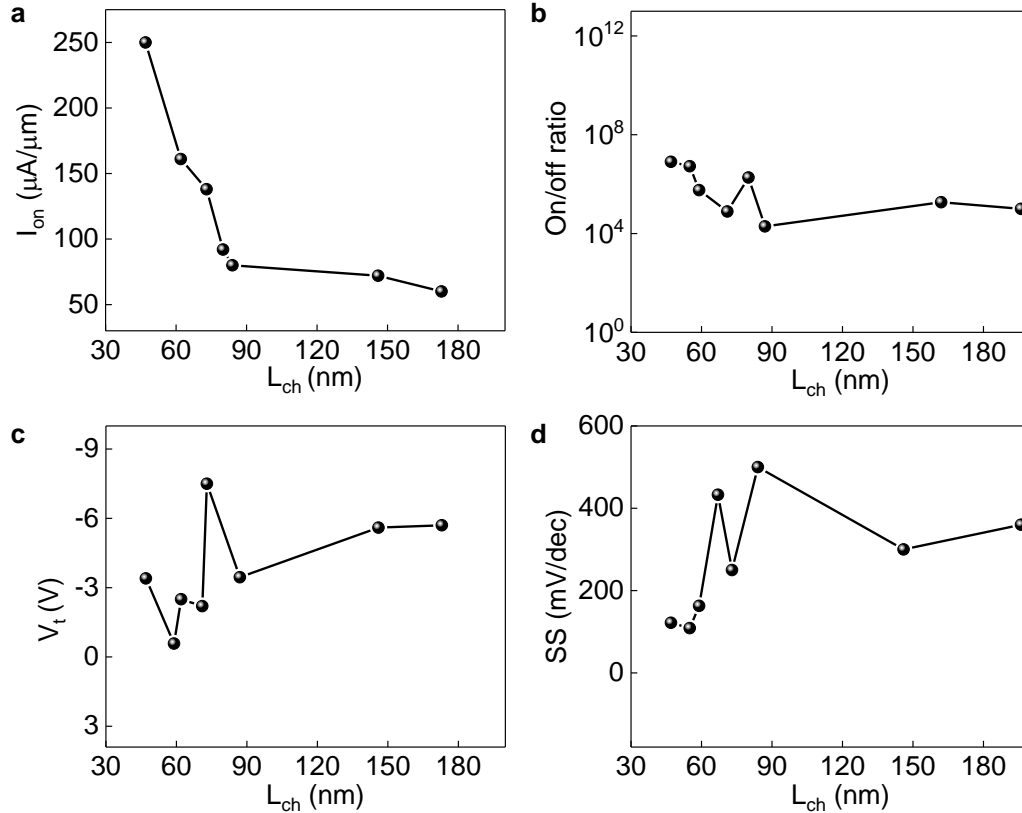 a
I_on (μA/μm)
250
200
150
100
50
30 60 90 120 150 180
L_ch (nm)
b
On/off ratio
10^12
10^8
10^4
10^0
30 60 90 120 150 180
L_ch (nm)
c
V_t (V)
-9
-6
-3
0
3
30 60 90 120 150 180
L_ch (nm)
d
SS (mV/dec)
600
400
200
0
30 60 90 120 150 180
L_ch (nm)